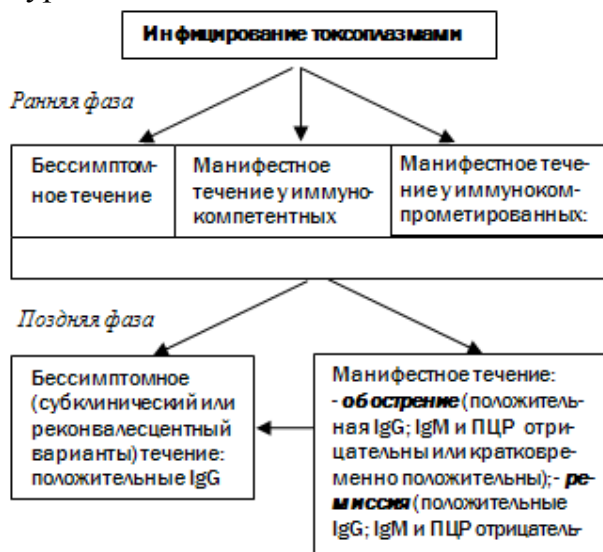 Инфицирование токсоплазмами
Ранняя фаза
Бессимптом-
ное течение
Манифестное
течение у иммуно-
компетентных
Манифестное тече-
ние у иммуноком-
прометированных:
Поздняя фаза
Бессимптомное
(субклинический или
реконвалесцентный
варианты) течение:
положительные IgG
Манифестное течение:
- обострение (положитель-
ная IgG; IgM и ПЦР отри-
цательны или кратковре-
менно положительны);- ре-
миссия (положительные
IgG; IgM и ПЦР отрицатель-